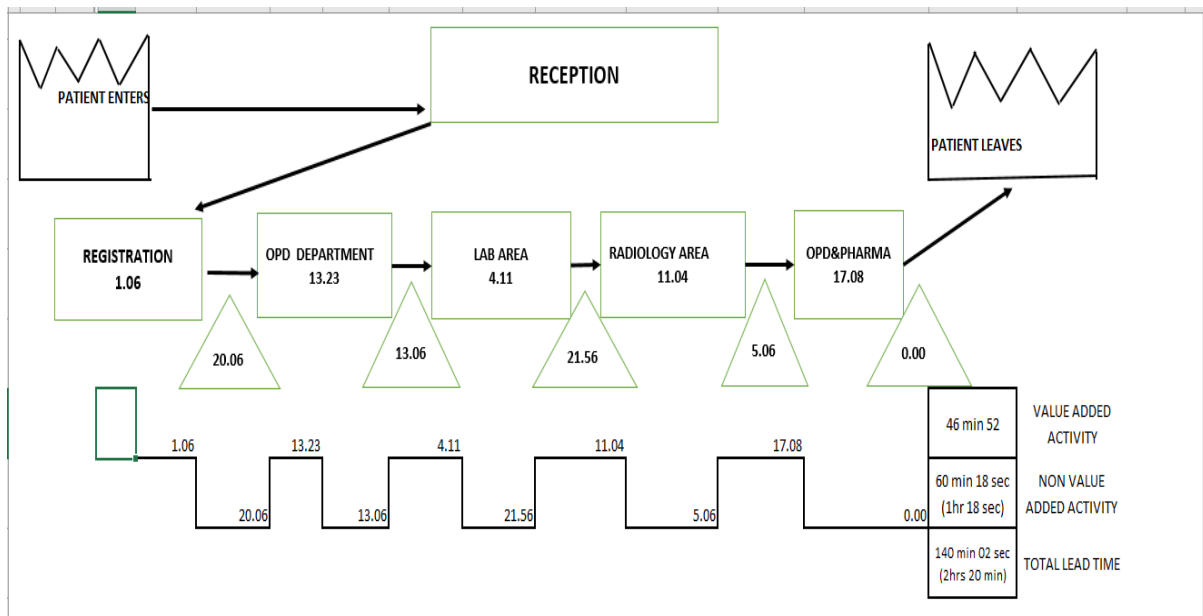 RECEPTION
PATIENT ENTERS
PATIENT LEAVES
REGISTRATION
1.06
OPD DEPARTMENT
13.23
LAB AREA
4.11
RADIOLOGY AREA
11.04
OPD&PHARMA
17.08
20.06
13.06
21.56
5.06
0.00
1.06
13.23
4.11
11.04
17.08
20.06
13.06
21.56
5.06
0.00
46 min 52
VALUE ADDED
ACTIVITY
60 min 18 sec
(1hr 18 sec)
NON VALUE
ADDED ACTIVITY
140 min 02 sec
(2hrs 20 min)
TOTAL LEAD TIME